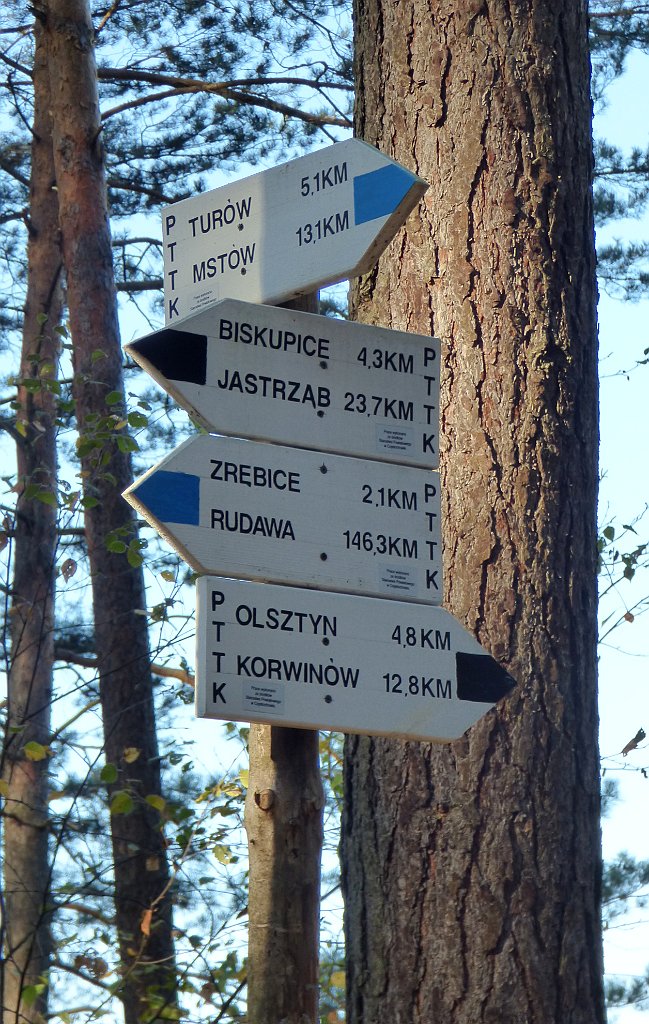 PTTK
TURÓW 5,1KM
MSTÓW 13,1KM
BISKUPICE 4,3KM
JASTRZĄB 23,7KM
PTTK
ZRĘBICE 2,1KM
RUDAWA 146,3KM
PTTK
PTTK
OLSZTYN 4,8KM
KORWINÓW 12,8KM